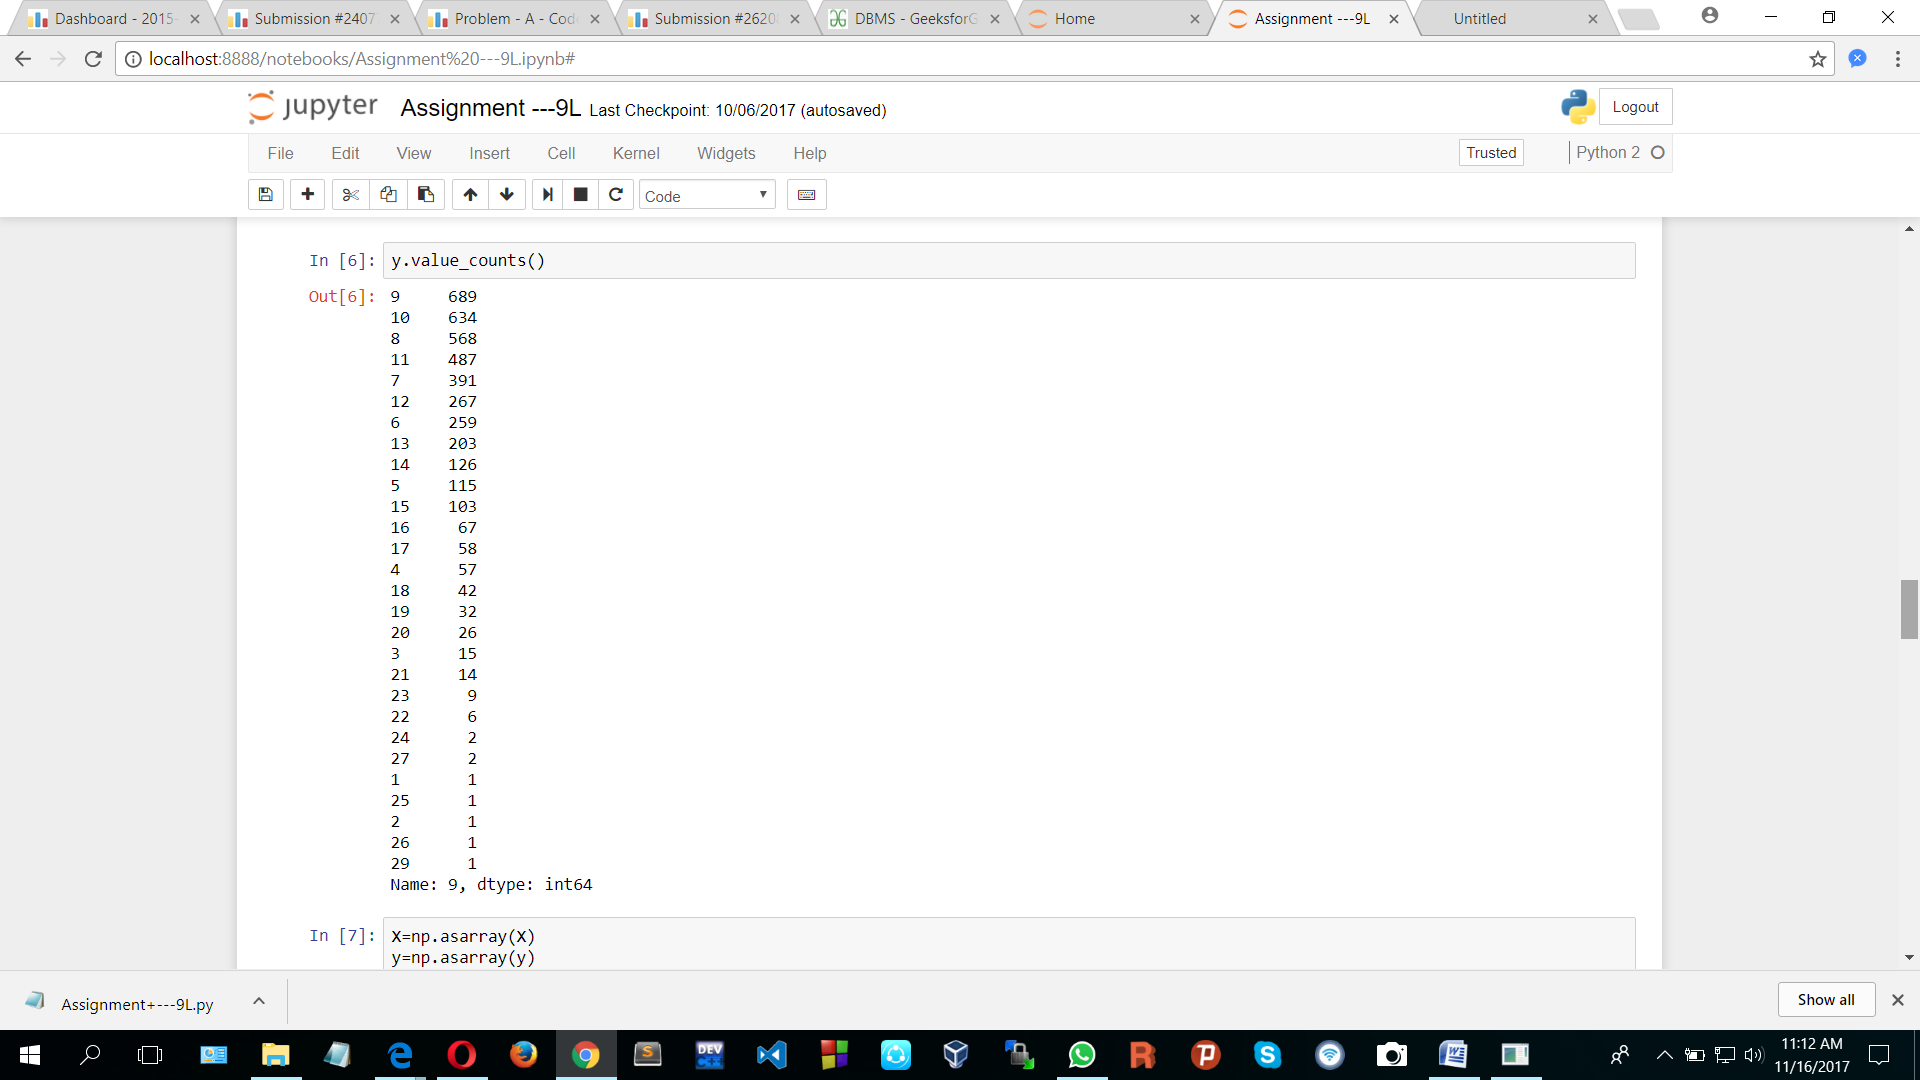 Dashboard - 2015-
Submission #2407
Problem - A - Cod
Submission #2620
DBMS - GeeksforG
Home
Assignment ---9L
Untitled
localhost:8888/notebooks/Assignment%20---9L.ipynb#
jupyter Assignment ---9L Last Checkpoint: 10/06/2017 (autosaved)
Logout
File Edit View Insert Cell Kernel Widgets Help
Trusted
Python 2
Code
In [6]: y.value_counts()
Out[6]: 9 689
10 634
8 568
11 487
7 391
12 267
6 259
13 203
14 126
5 115
15 103
16 67
17 58
4 57
18 42
19 32
20 26
3 15
21 14
23 9
22 6
24 2
27 2
1 1
25 1
2 1
26 1
29 1
Name: 9, dtype: int64
In [7]: X=np.asarray(X)
y=np.asarray(y)
Assignment+---9L.py
Show all
DEV
11:12 AM
11/16/2017